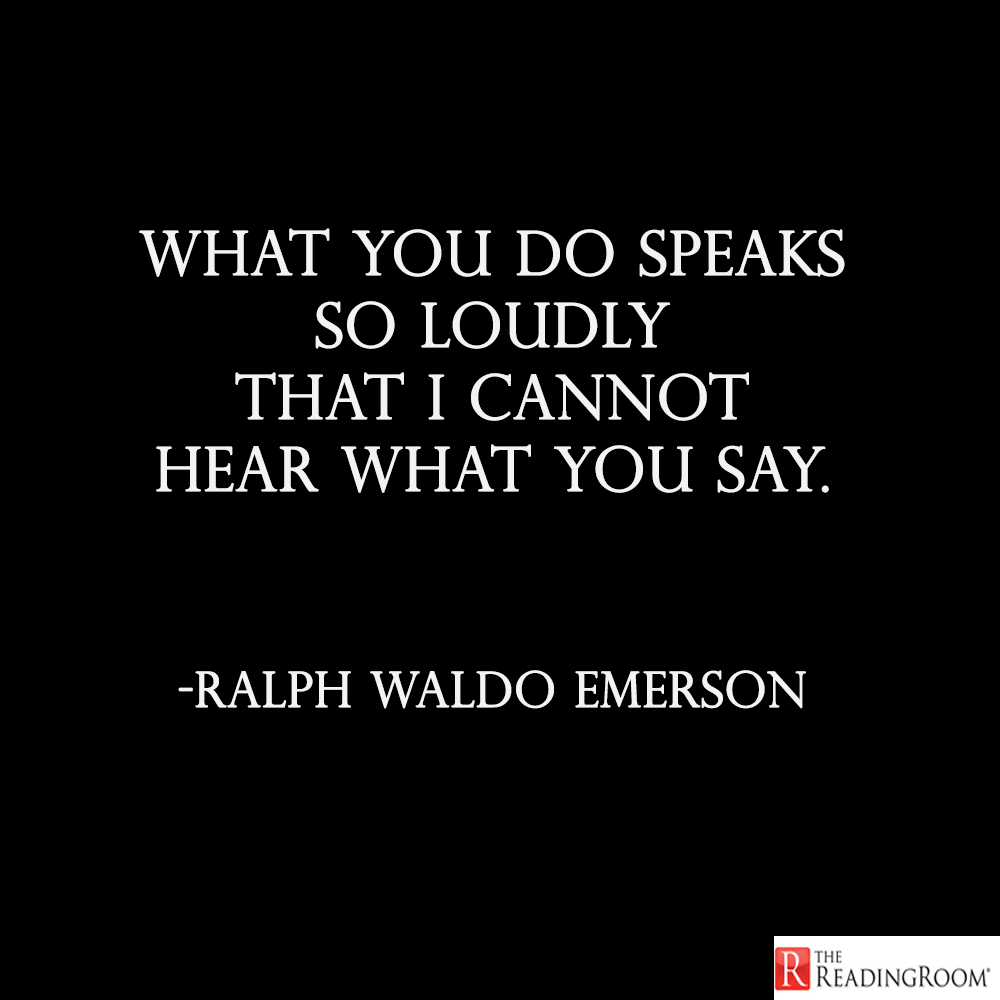 WHAT YOU DO SPEAKS
SO LOUDLY
THAT I CANNOT
HEAR WHAT YOU SAY.
-RALPH WALDO EMERSON
R THE
READINGROOM®